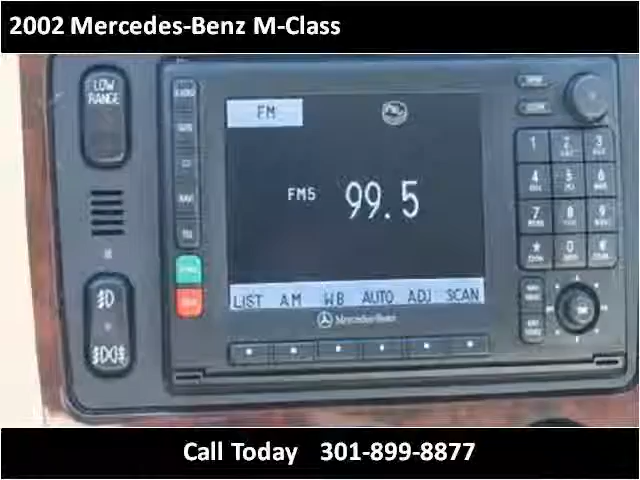 2002 Mercedes-Benz M-Class
LOW
RANGE
FM
FM5 99.5
LIST AM WB AUTO ADJ SCAN
Mercedes-Benz
NAVI
1 2 3
4 5 6
7 8 9
* 0 #
Call Today 301-899-8877